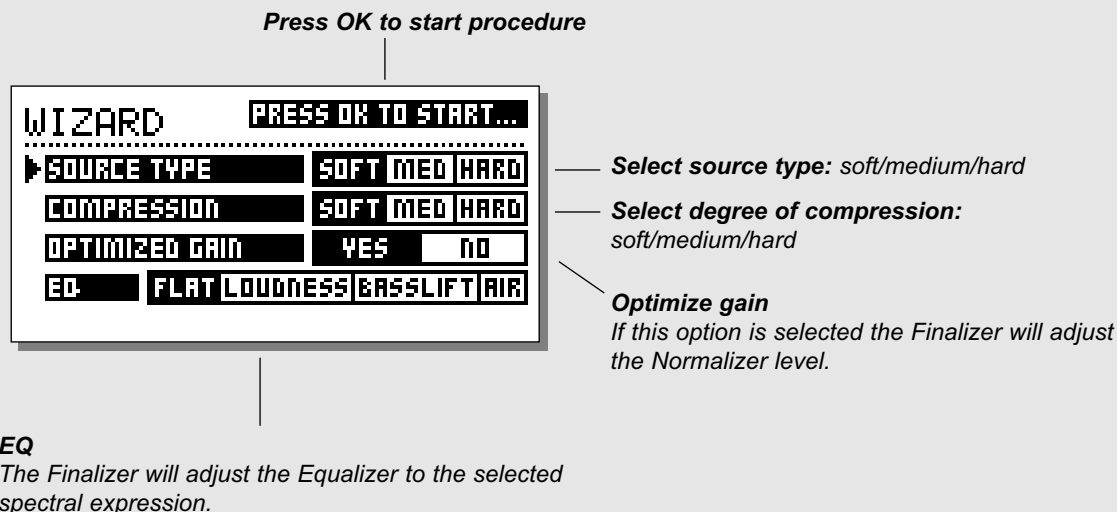 Press OK to start procedure
WIZARD PRESS OK TO START...
SOURCE TYPE SOFT MED HARD
COMPRESSION SOFT MED HARD
OPTIMIZED GAIN YES NO
EQ FLAT LOUDNESS BASSLIFT AIR
Select source type: soft/medium/hard
Select degree of compression:
soft/medium/hard
Optimize gain
If this option is selected the Finalizer will adjust
the Normalizer level.
EQ
The Finalizer will adjust the Equalizer to the selected
spectral expression.